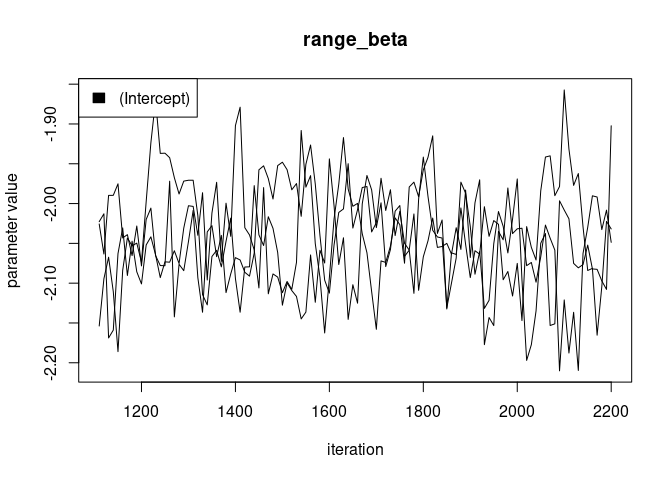 range_beta
(Intercept)
parameter value
-1.90
-2.00
-2.10
-2.20
1200 1400 1600 1800 2000 2200
iteration